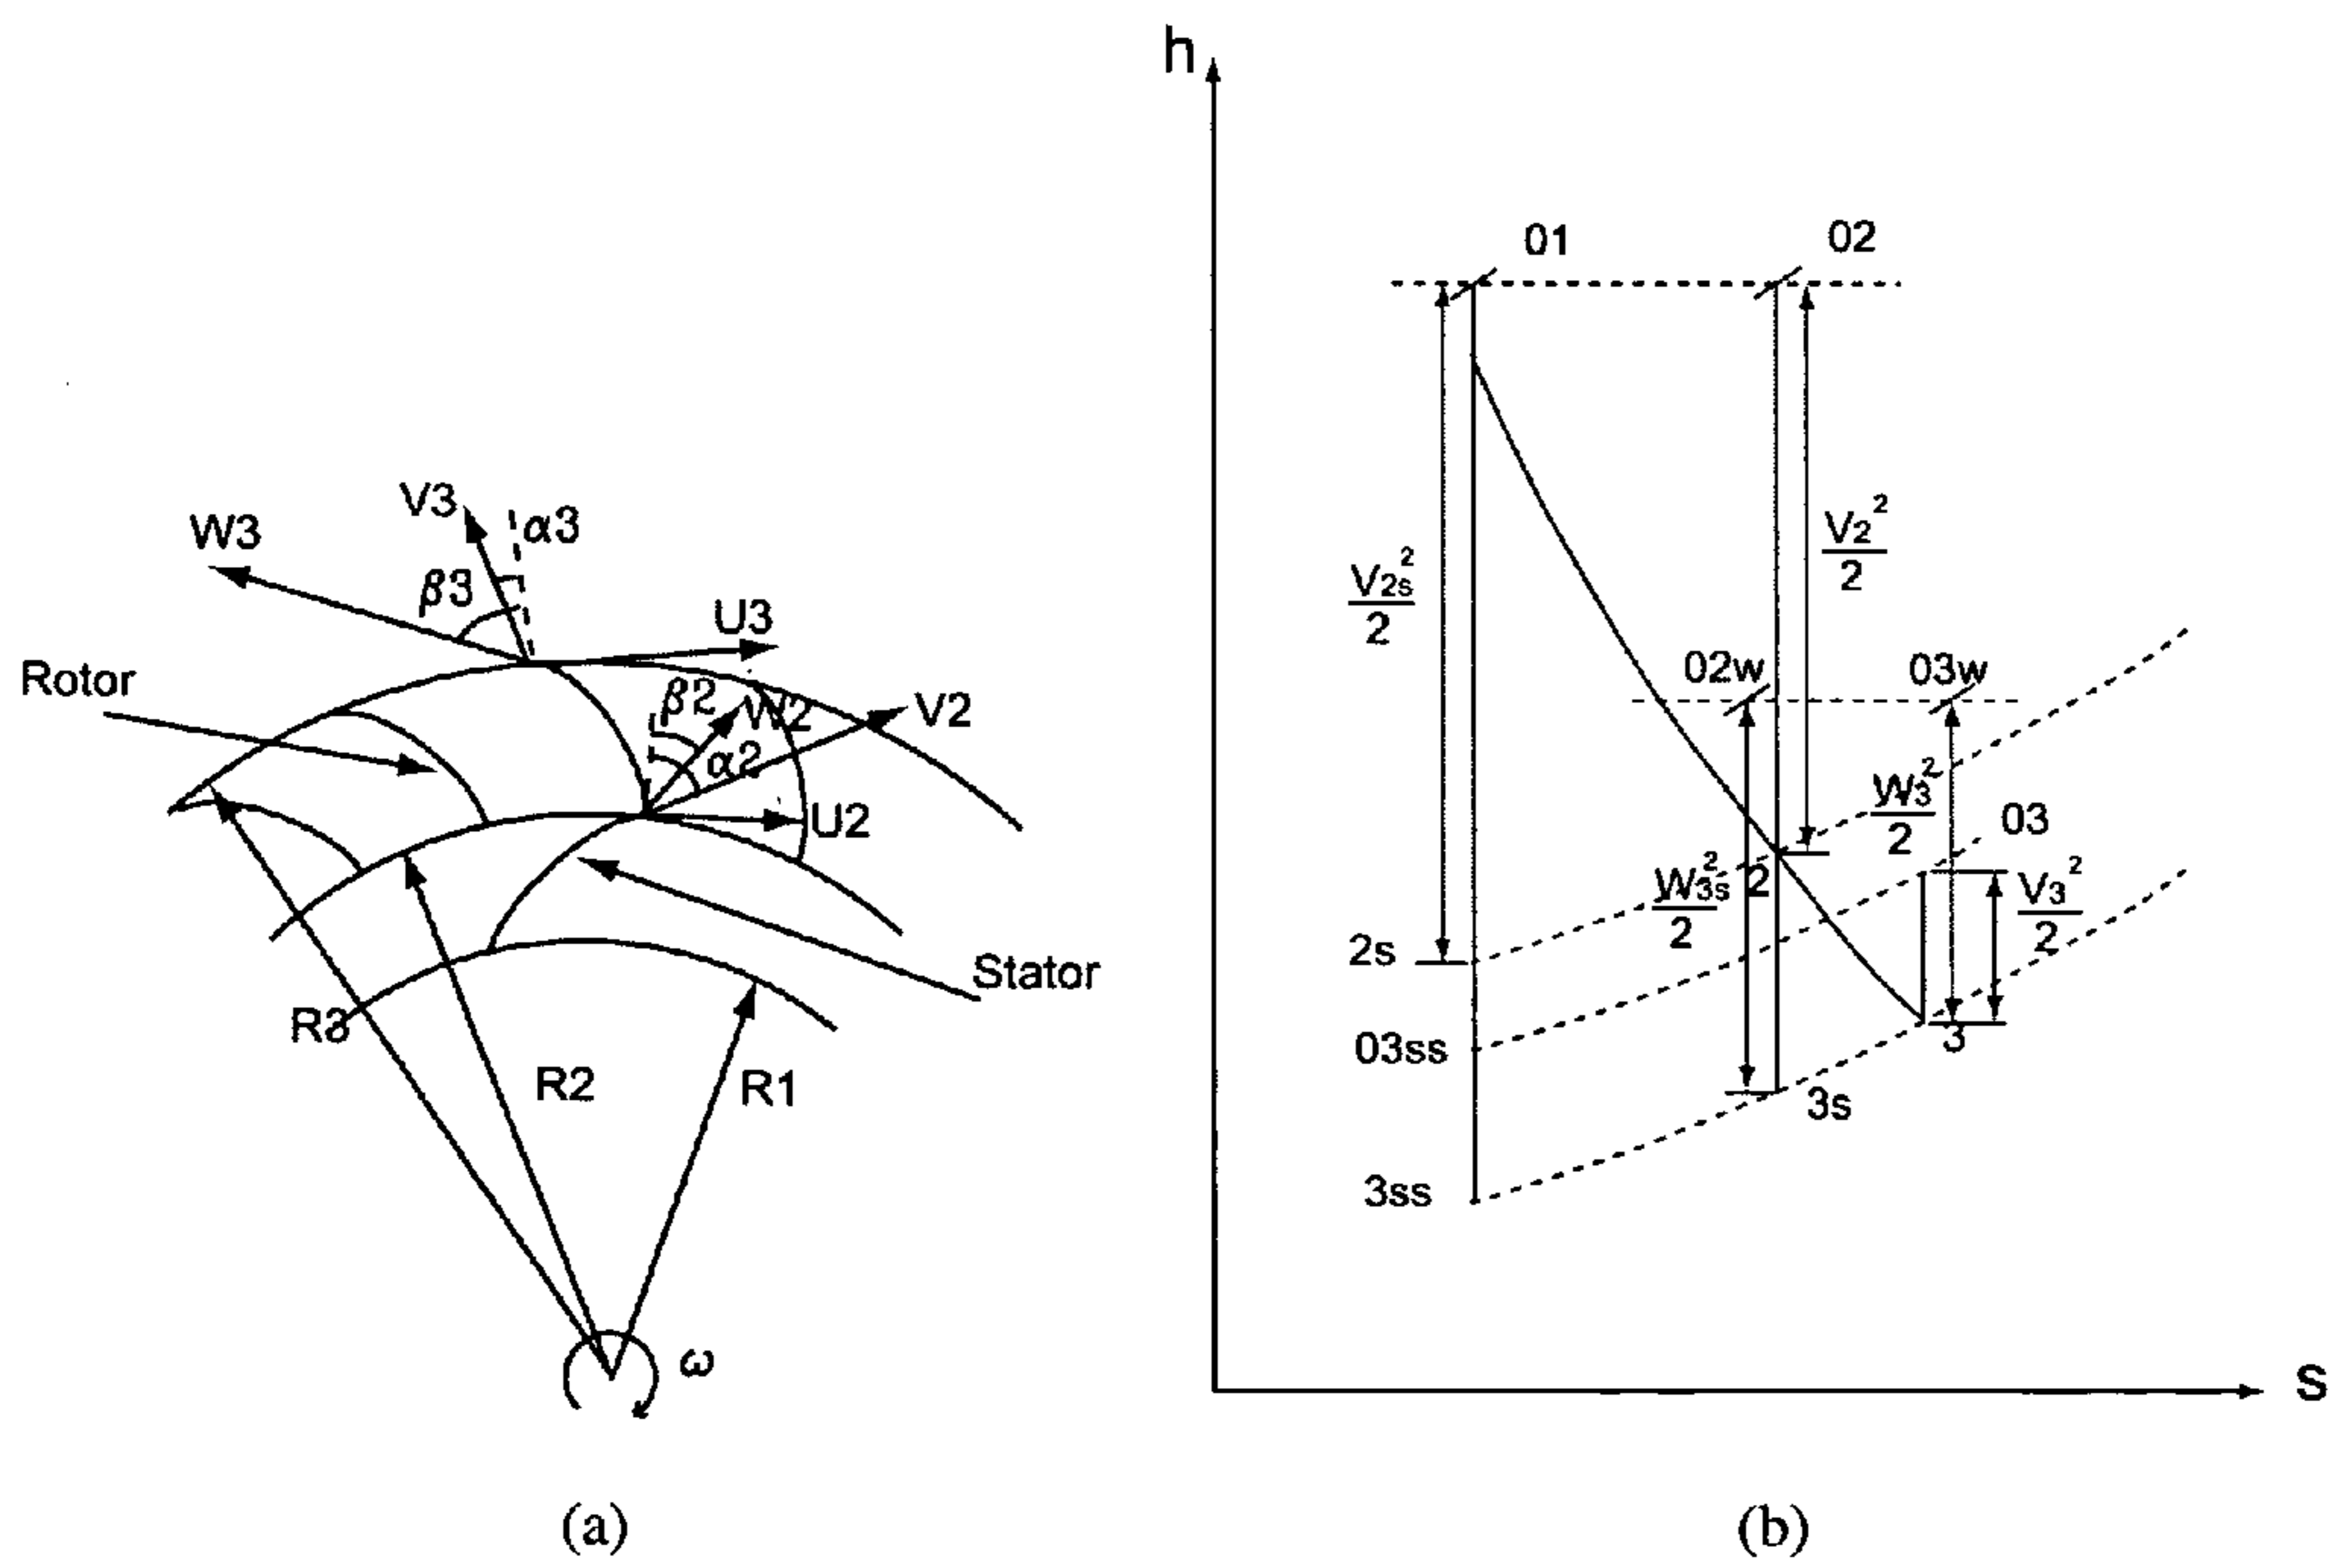 V3
α3
W3
β3
U3
Rotor
β2
W2
V2
α2
U2
Stator
R3
R2
R1
ω
(a)
h
01
02
V2s²
2
V2²
2
02w
03w
W3²
2
03
W3s²
2
2
V3²
2
2s
03ss
3
3s
3ss
s
(b)